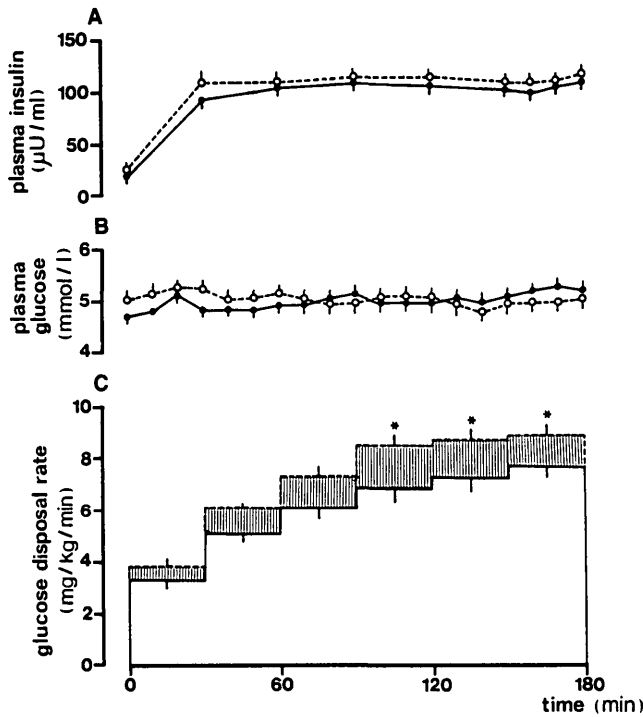 A
150
100
50
0
plasma insulin
(μU/ml)
B
6
5
4
plasma
glucose
(mmol/l)
C
10
8
6
4
2
0
glucose disposal rate
(mg/kg/min)
* * *
0 60 120 180
time (min)